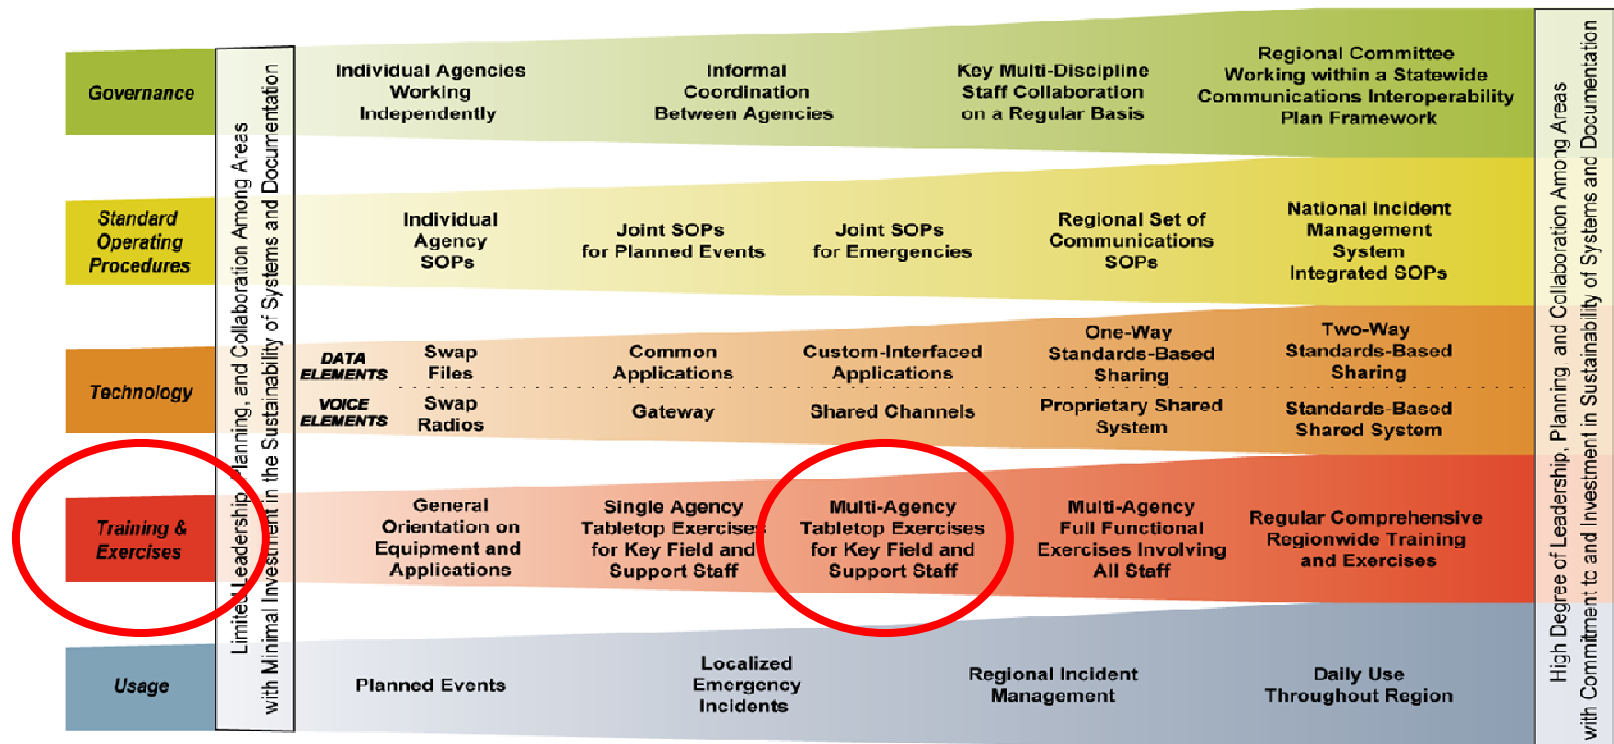 Governance
Limited Leadership, Planning, and Collaboration Among Areas
with Minimal Investment in the Sustainability of Systems and Documentation
Individual Agencies
Working
Independently
Informal
Coordination
Between Agencies
Key Multi-Discipline
Staff Collaboration
on a Regular Basis
Regional Committee
Working within a Statewide
Communications Interoperability
Plan Framework
High Degree of Leadership, Planning and Collaboration Among Areas
with Commitment to and Investment in Sustainability of Systems and Documentation
Standard
Operating
Procedures
Individual
Agency
SOPs
Joint SOPs
for Planned Events
Joint SOPs
for Emergencies
Regional Set of
Communications
SOPs
National Incident
Management
System
Integrated SOPs
Technology
DATA
ELEMENTS
Swap
Files
Common
Applications
Custom-Interfaced
Applications
One-Way
Standards-Based
Sharing
Two-Way
Standards-Based
Sharing
VOICE
ELEMENTS
Swap
Radios
Gateway
Shared Channels
Proprietary Shared
System
Standards-Based
Shared System
Training &
Exercises
General
Orientation on
Equipment and
Applications
Single Agency
Tabletop Exercises
for Key Field and
Support Staff
Multi-Agency
Tabletop Exercises
for Key Field and
Support Staff
Multi-Agency
Full Functional
Exercises Involving
All Staff
Regular Comprehensive
Regionwide Training
and Exercises
Usage
Planned Events
Localized
Emergency
Incidents
Regional Incident
Management
Daily Use
Throughout Region